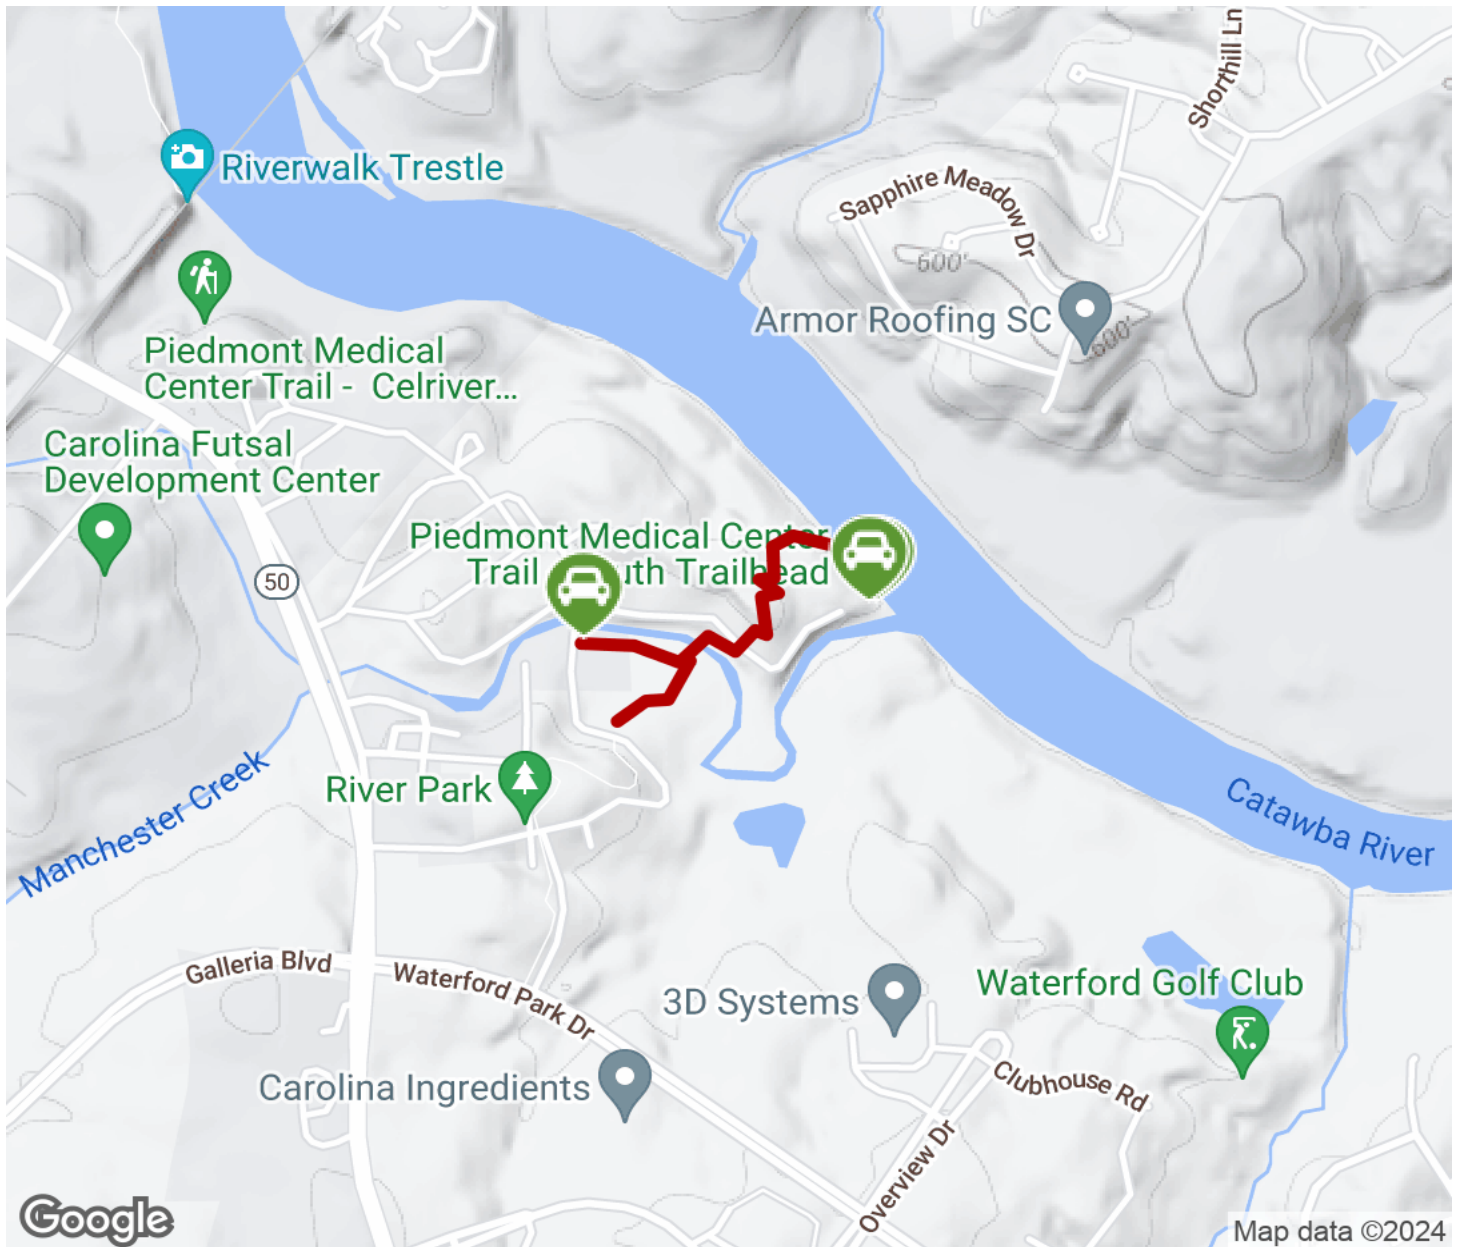 Shorthill Ln
Riverwalk Trestle
Sapphire Meadow Dr
600'
Armor Roofing SC
600'
Piedmont Medical
Center Trail - Celriver...
Carolina Futsal
Development Center
Piedmont Medical Center
Trail uth Trailhead
50
River Park
Manchester Creek
Catawba River
Galleria Blvd
Waterford Park Dr
3D Systems
Waterford Golf Club
Carolina Ingredients
Clubhouse Rd
Overview Dr
Google
Map data ©2024